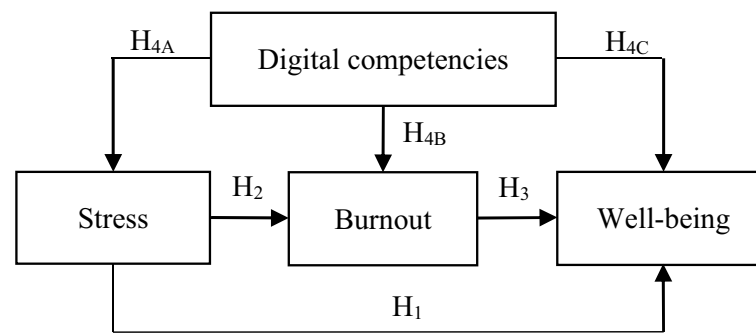 H4A
Digital competencies
H4C
H4B
Stress
H2
Burnout
H3
Well-being
H1